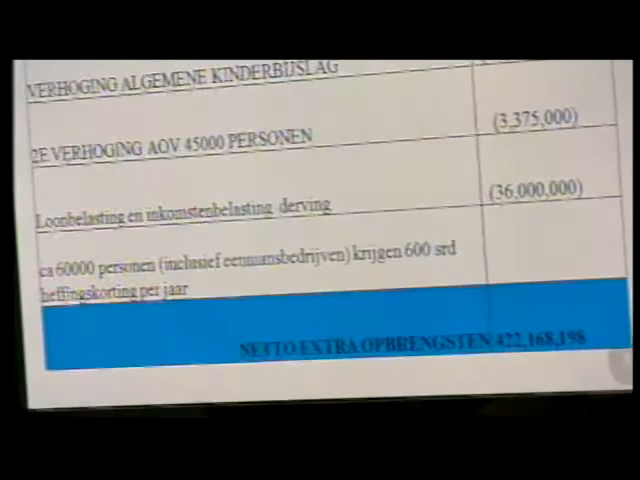 VERHOGING ALGEMENE KINDERBIJSLAG
2E VERHOGING AOV 45000 PERSONEN (3,375,000)
Loonbelasting en inkomstenbelasting derving (36,000,000)
ca 60000 personen (inclusief eenmansbedrijven) krijgen 600 srd
heffingskorting per jaar
NETTO EXTRA OPBRENGSTEN 422,168,198